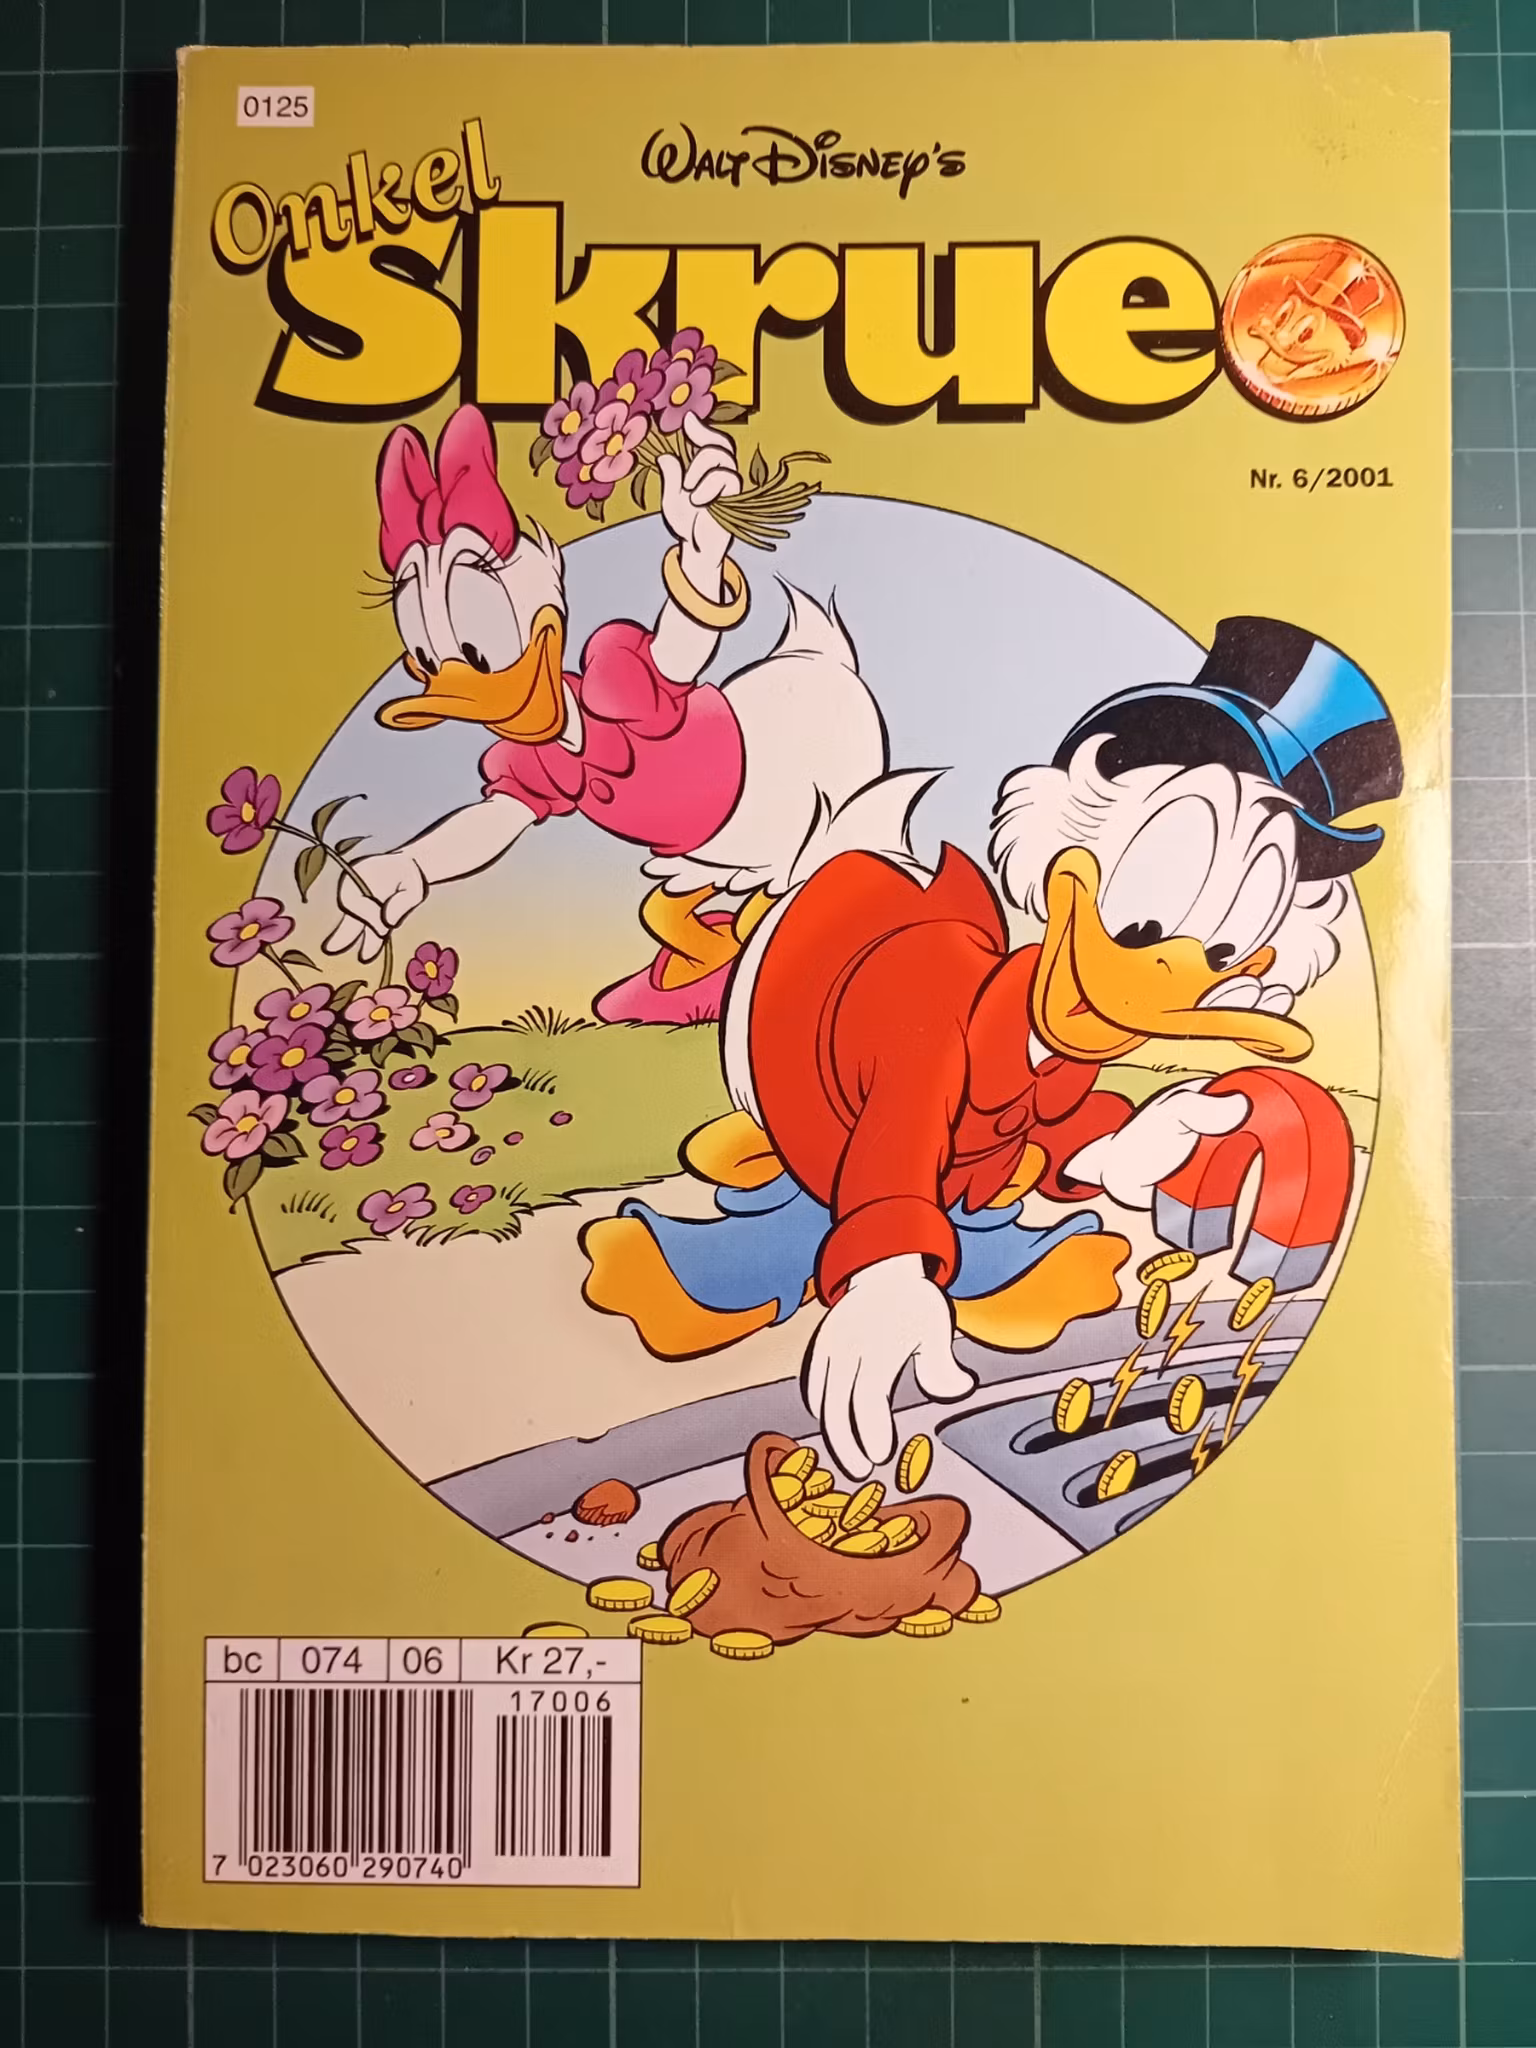 0125
WALT DISNEY'S
Onkel
Skrue
Nr. 6/2001
bc 074 06 Kr 27,-
17006
7 023060 290740